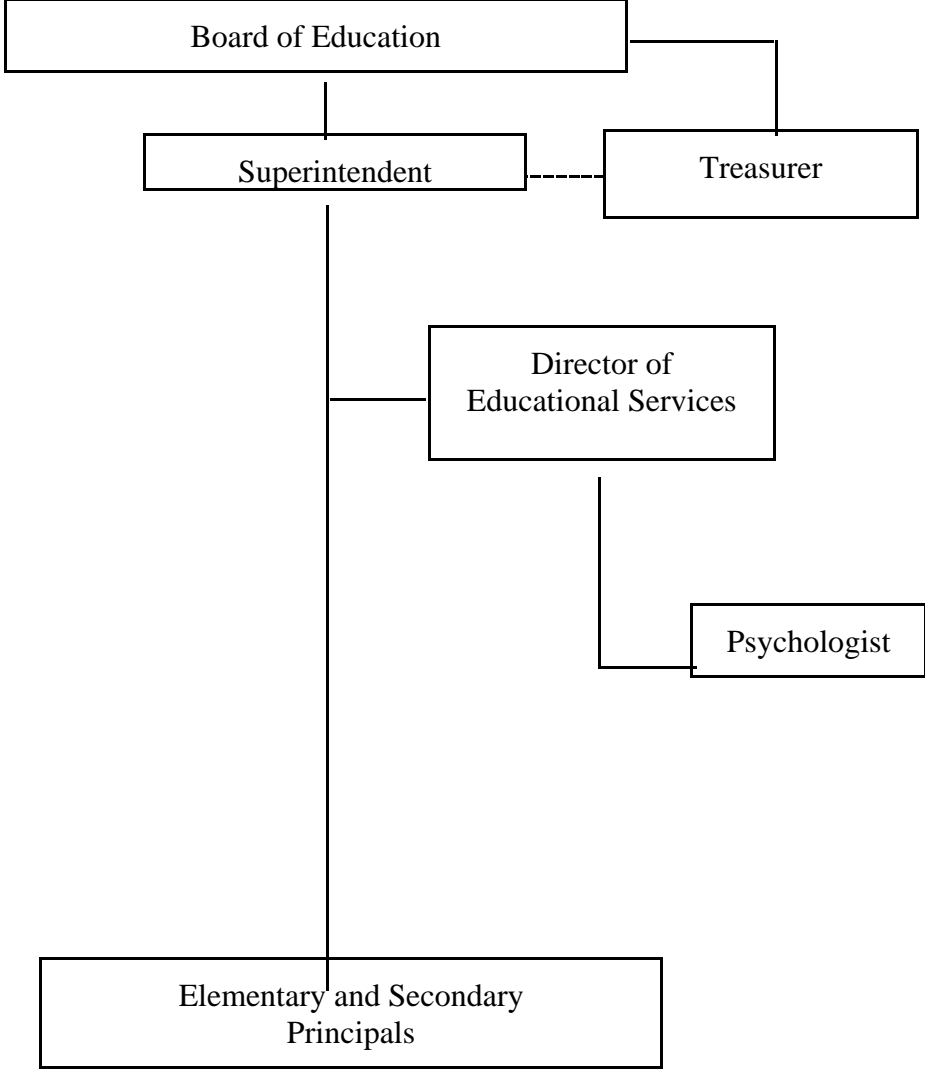 Board of Education
Superintendent
Treasurer
Director of
Educational Services
Psychologist
Elementary and Secondary
Principals